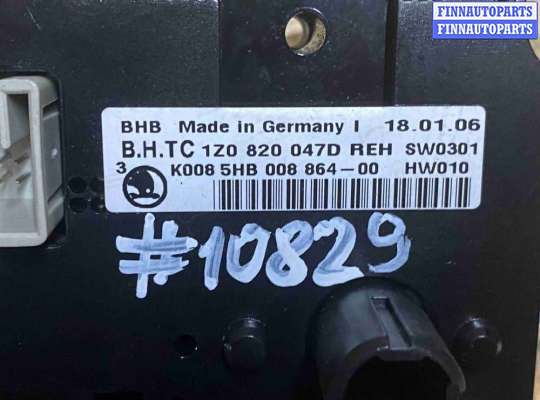 FINNAUTOPARTS
FINNAUTOPARTS
BHB Made in Germany I 18.01.06
B.H.TC 1Z0 820 047D REH SW0301
3 K008 5HB 008 864-00 HW010
#10829